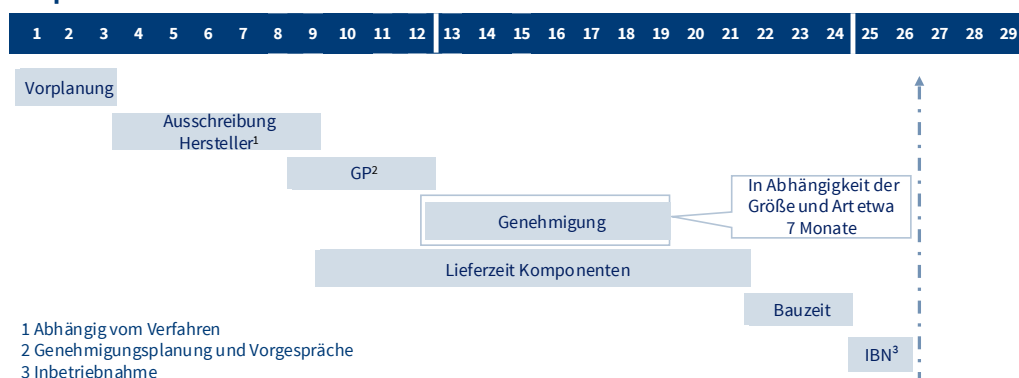 1 2 3 4 5 6 7 8 9 10 11 12 13 14 15 16 17 18 19 20 21 22 23 24 25 26 27 28 29
Vorplanung
Ausschreibung
Hersteller¹
GP²
In Abhängigkeit der
Größe und Art etwa
7 Monate
Genehmigung
Lieferzeit Komponenten
Bauzeit
IBN³
1 Abhängig vom Verfahren
2 Genehmigungsplanung und Vorgespräche
3 Inbetriebnahme